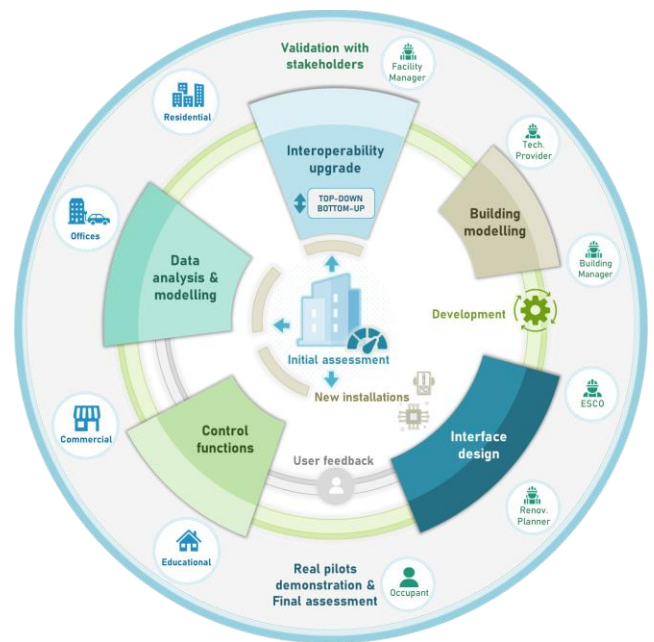 Validation with
stakeholders
Facility
Manager
Residential
Interoperability
upgrade
TOP-DOWN
BOTTOM-UP
Tech.
Provider
Building
modelling
Offices
Data
analysis &
modelling
Building
Manager
Development
Initial assessment
New installations
ESCO
Commercial
Control
functions
Interface
design
User feedback
Renov.
Planner
Educational
Real pilots
demonstration &
Final assessment
Occupant